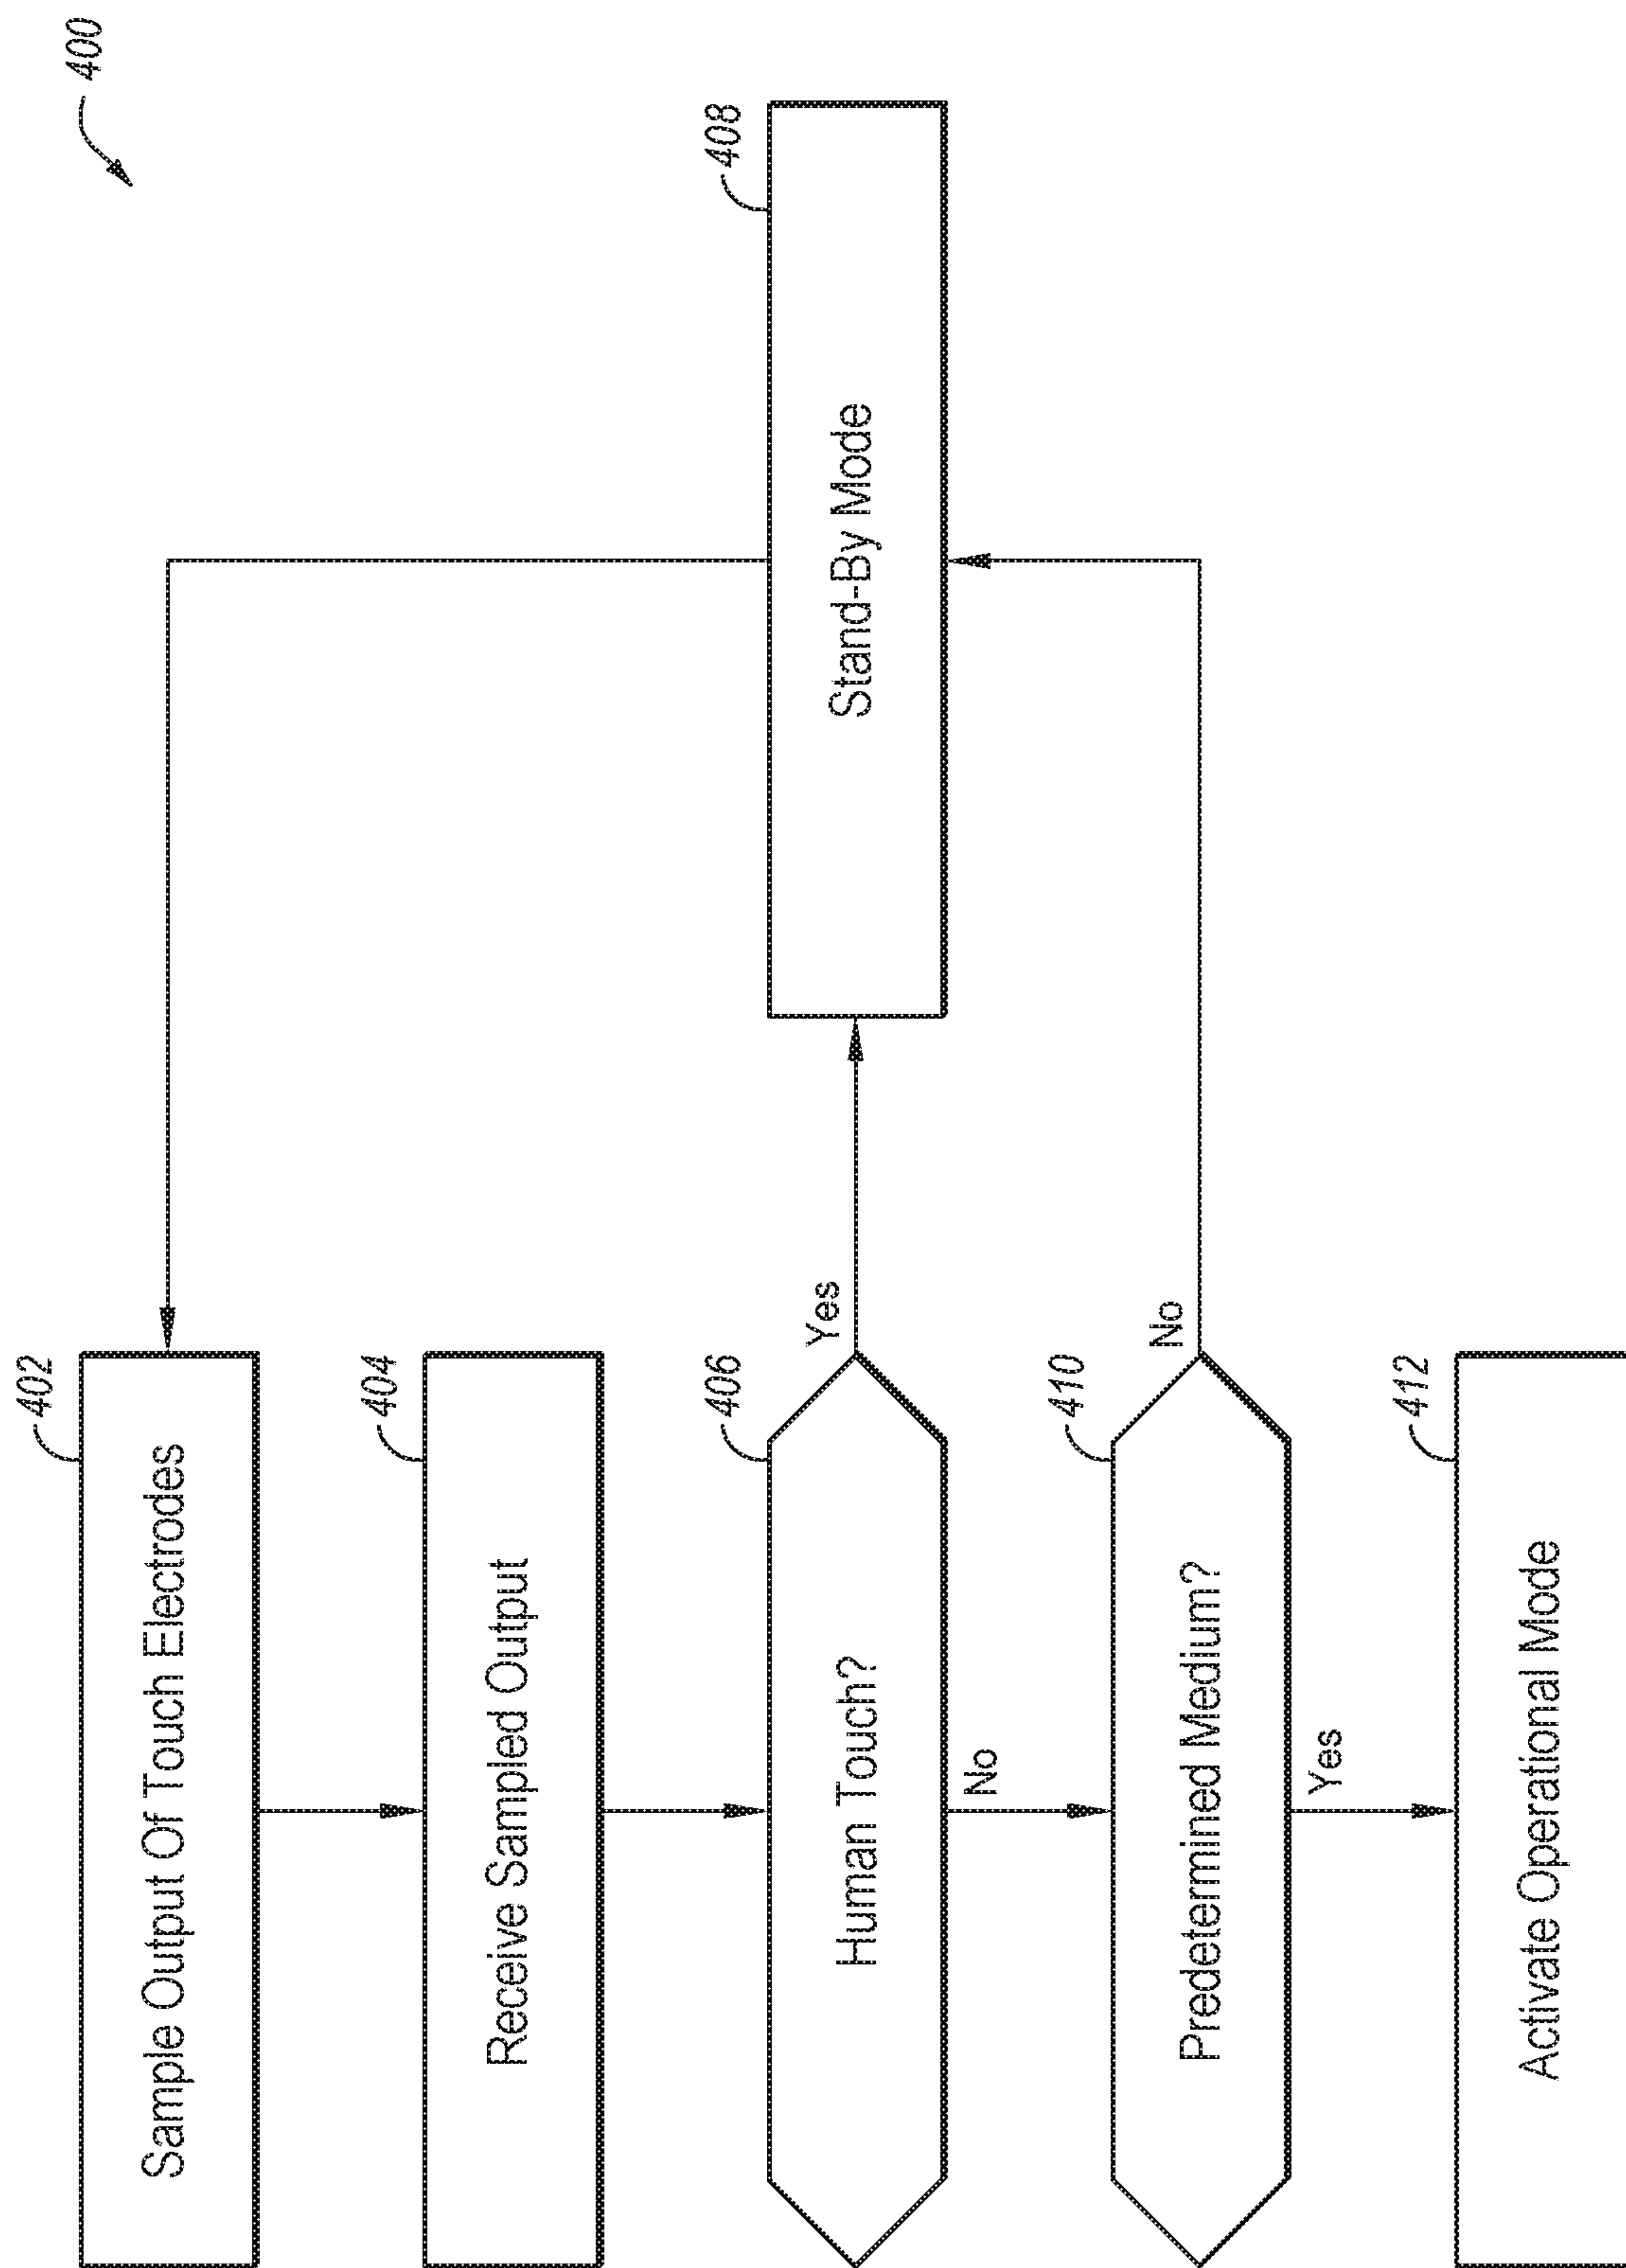 400
402
Sample Output Of Touch Electrodes
404
Receive Sampled Output
406
Human Touch?
Yes
408
Stand-By Mode
No
410
Predetermined Medium?
No
Yes
412
Activate Operational Mode